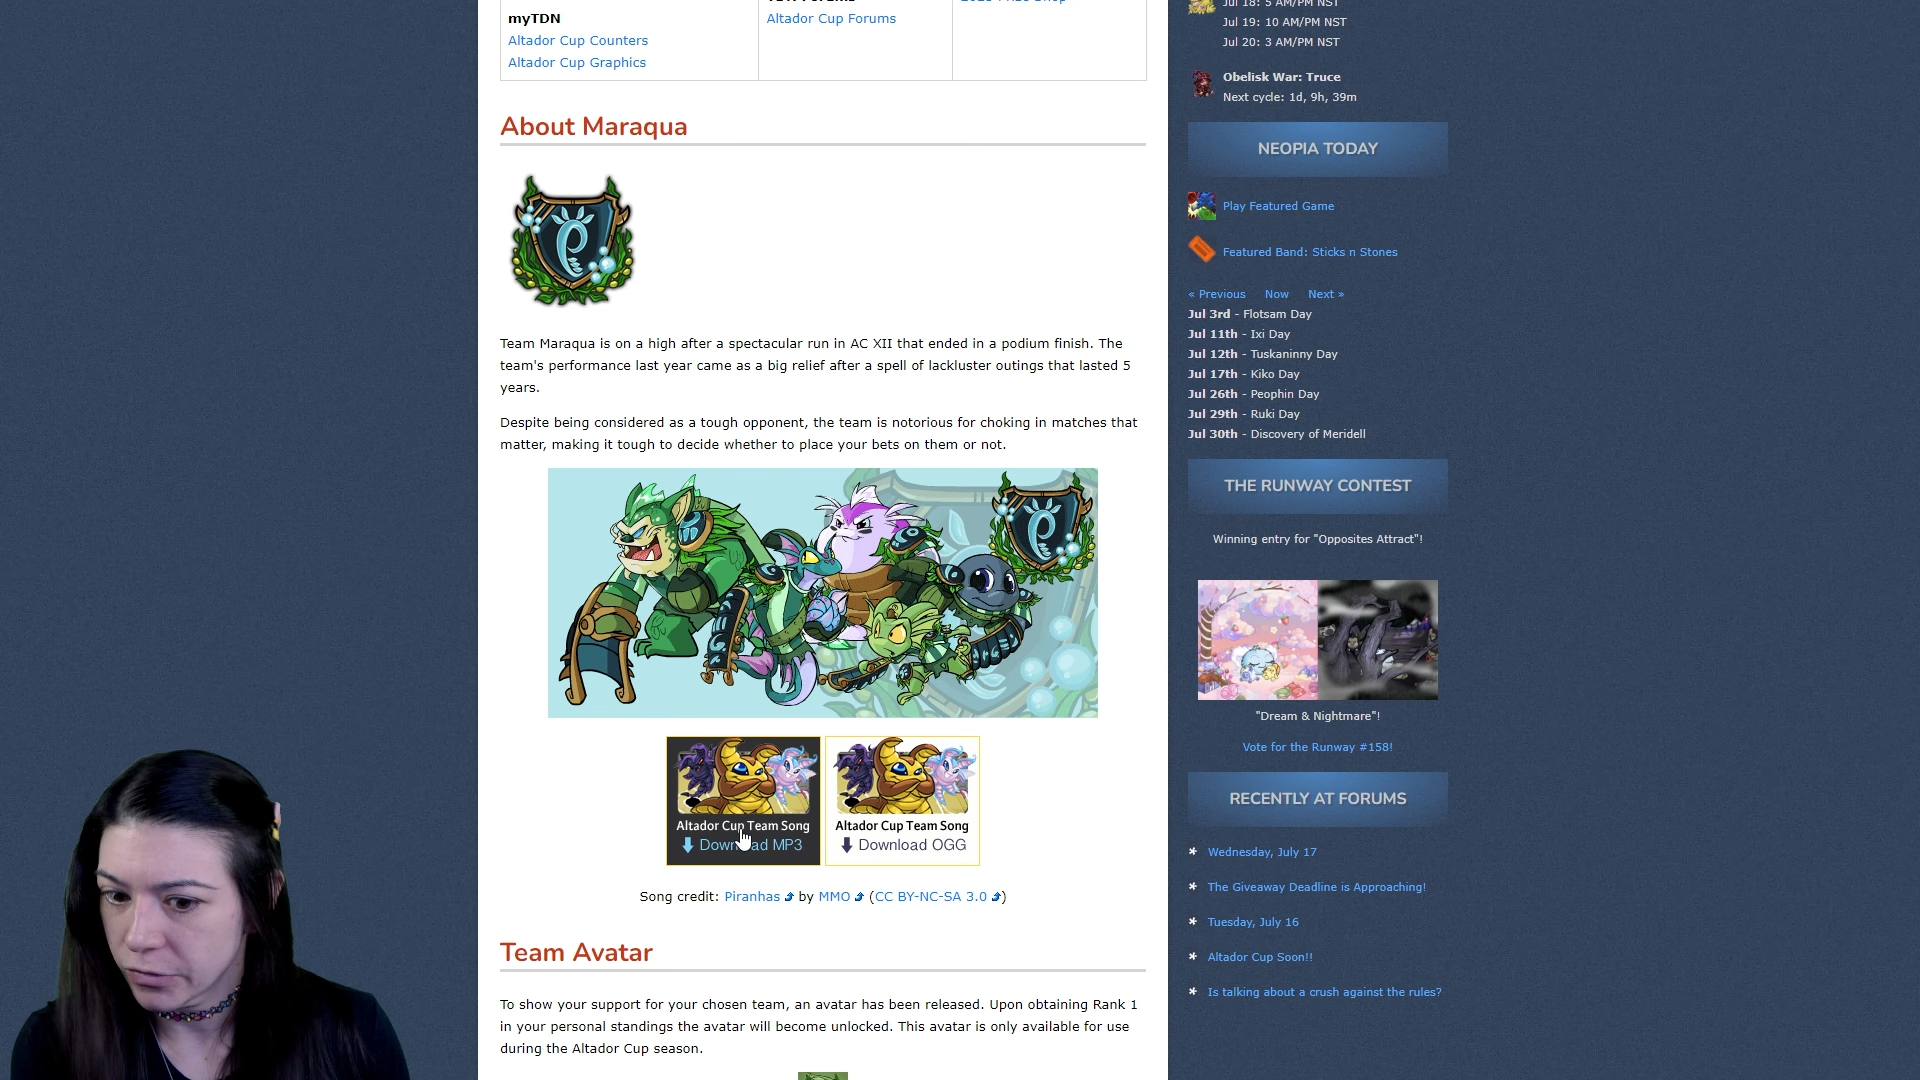 myTDN
Altador Cup Counters
Altador Cup Graphics
Altador Cup Forums
About Maraqua
Team Maraqua is on a high after a spectacular run in AC XII that ended in a podium finish. The
team's performance last year came as a big relief after a spell of lackluster outings that lasted 5
years.
Despite being considered as a tough opponent, the team is notorious for choking in matches that
matter, making it tough to decide whether to place your bets on them or not.
Altador Cup Team Song
Download MP3
Altador Cup Team Song
Download OGG
Song credit: Piranhas by MMO (CC BY-NC-SA 3.0)
Team Avatar
To show your support for your chosen team, an avatar has been released. Upon obtaining Rank 1
in your personal standings the avatar will become unlocked. This avatar is only available for use
during the Altador Cup season.
Jul 18: 5 AM/PM NST
Jul 19: 10 AM/PM NST
Jul 20: 3 AM/PM NST
Obelisk War: Truce
Next cycle: 1d, 9h, 39m
NEOPIA TODAY
Play Featured Game
Featured Band: Sticks n Stones
« Previous Now Next »
Jul 3rd - Flotsam Day
Jul 11th - Ixi Day
Jul 12th - Tuskaninny Day
Jul 17th - Kiko Day
Jul 26th - Peophin Day
Jul 29th - Ruki Day
Jul 30th - Discovery of Meridell
THE RUNWAY CONTEST
Winning entry for "Opposites Attract"!
"Dream & Nightmare"!
Vote for the Runway #158!
RECENTLY AT FORUMS
Wednesday, July 17
The Giveaway Deadline is Approaching!
Tuesday, July 16
Altador Cup Soon!!
Is talking about a crush against the rules?